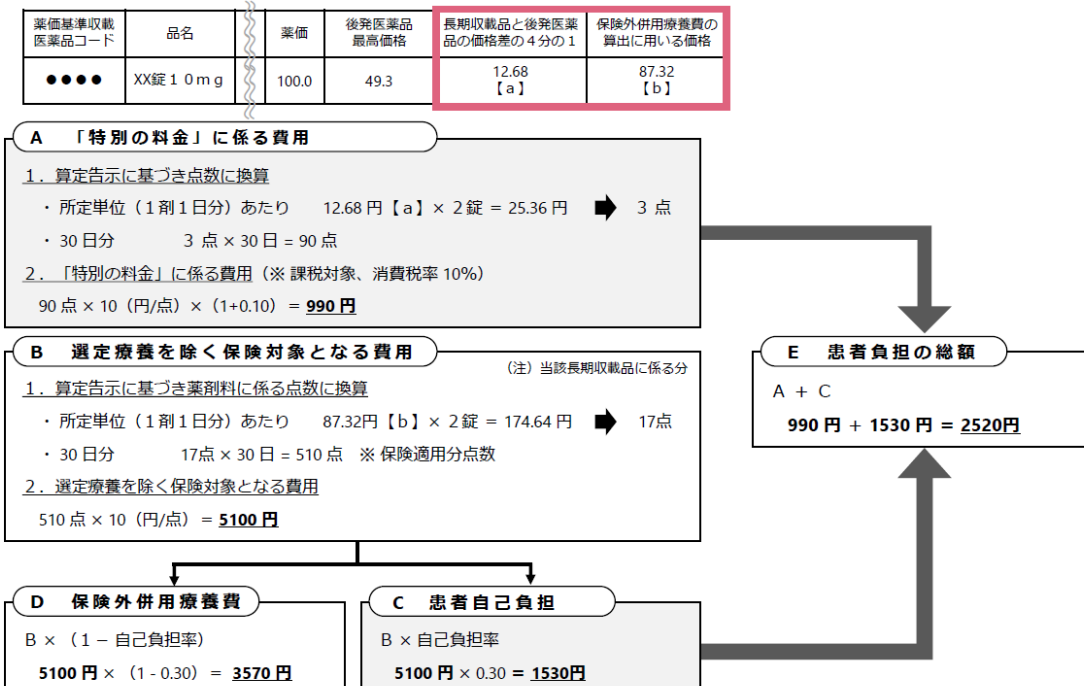 薬価基準収載
医薬品コード
品名
薬価
後発医薬品
最高価格
長期収載品と後発医薬
品の価格差の4分の1
保険外併用療養費の
算出に用いる価格
●●●●
XX錠10mg
100.0
49.3
12.68
【a】
87.32
【b】
A 「特別の料金」に係る費用
1．算定告示に基づき点数に換算
・所定単位（1剤1日分）あたり 12.68 円【a】× 2錠 = 25.36 円 3 点
・30 日分 3 点 × 30 日 = 90 点
2．「特別の料金」に係る費用（※ 課税対象、消費税率 10%）
90 点 × 10（円/点）×（1+0.10）= 990 円
B 選定療養を除く保険対象となる費用
（注）当該長期収載品に係る分
1．算定告示に基づき薬剤料に係る点数に換算
・所定単位（1剤1日分）あたり 87.32円【b】× 2錠 = 174.64 円 17点
・30 日分 17点 × 30 日 = 510 点 ※ 保険適用分点数
2．選定療養を除く保険対象となる費用
510 点 × 10（円/点）= 5100 円
D 保険外併用療養費
B ×（1 − 自己負担率）
5100 円 ×（1 - 0.30）= 3570 円
C 患者自己負担
B × 自己負担率
5100 円 × 0.30 = 1530円
E 患者負担の総額
A + C
990 円 + 1530 円 = 2520円